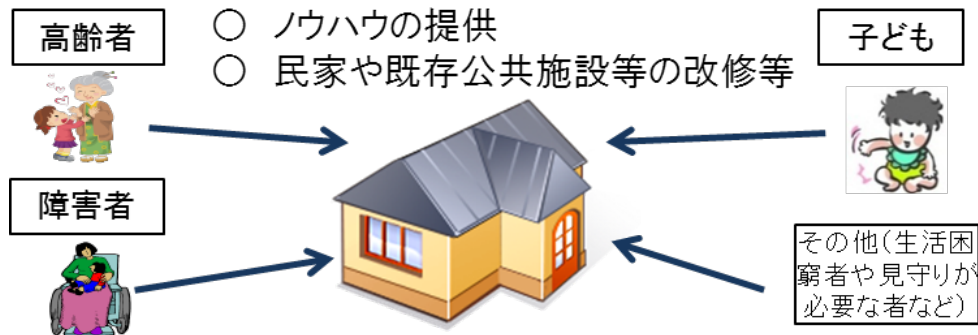 高齢者
○ ノウハウの提供
○ 民家や既存公共施設等の改修等
子ども
障害者
その他(生活困
窮者や見守りが
必要な者など)